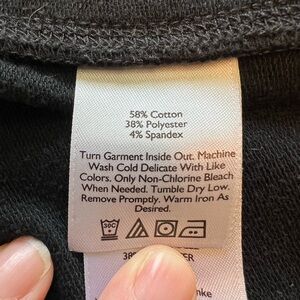 58% Cotton
38% Polyester
4% Spandex
Turn Garment Inside Out. Machine
Wash Cold Delicate With Like
Colors. Only Non-Chlorine Bleach
When Needed. Tumble Dry Low.
Remove Promptly. Warm Iron As
Desired.
30C